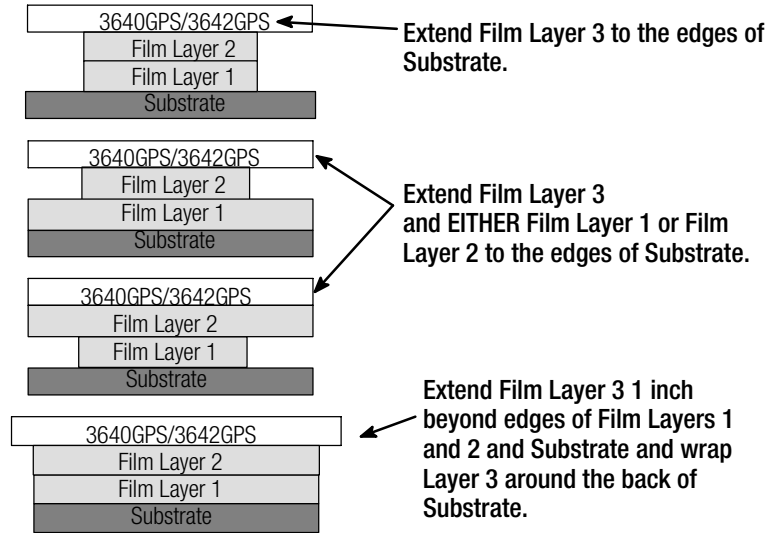 3640GPS/3642GPS
Film Layer 2
Film Layer 1
Substrate
Extend Film Layer 3 to the edges of
Substrate.
3640GPS/3642GPS
Film Layer 2
Film Layer 1
Substrate
Extend Film Layer 3
and EITHER Film Layer 1 or Film
Layer 2 to the edges of Substrate.
3640GPS/3642GPS
Film Layer 2
Film Layer 1
Substrate
3640GPS/3642GPS
Film Layer 2
Film Layer 1
Substrate
Extend Film Layer 3 1 inch
beyond edges of Film Layers 1
and 2 and Substrate and wrap
Layer 3 around the back of
Substrate.